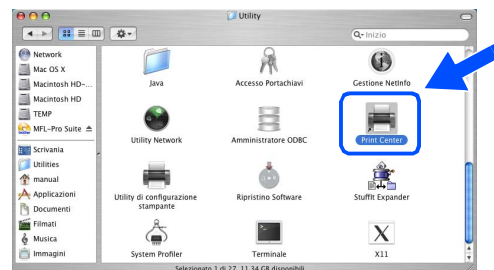 Utility
Q- Inizio
Network
Mac OS X
Macintosh HD-...
Macintosh HD
TEMP
MFL-Pro Suite
Scrivania
Utilities
manual
Applicazioni
Documenti
Filmati
Musica
Immagini
Java
Accesso Portachiavi
Gestione NetInfo
Utility Network
Amministratore ODBC
Print Center
Utility di configurazione
stampante
Ripristino Software
StuffIt Expander
System Profiler
Terminale
X11
Selezionato 1 di 27, 11,34 GB disponibili